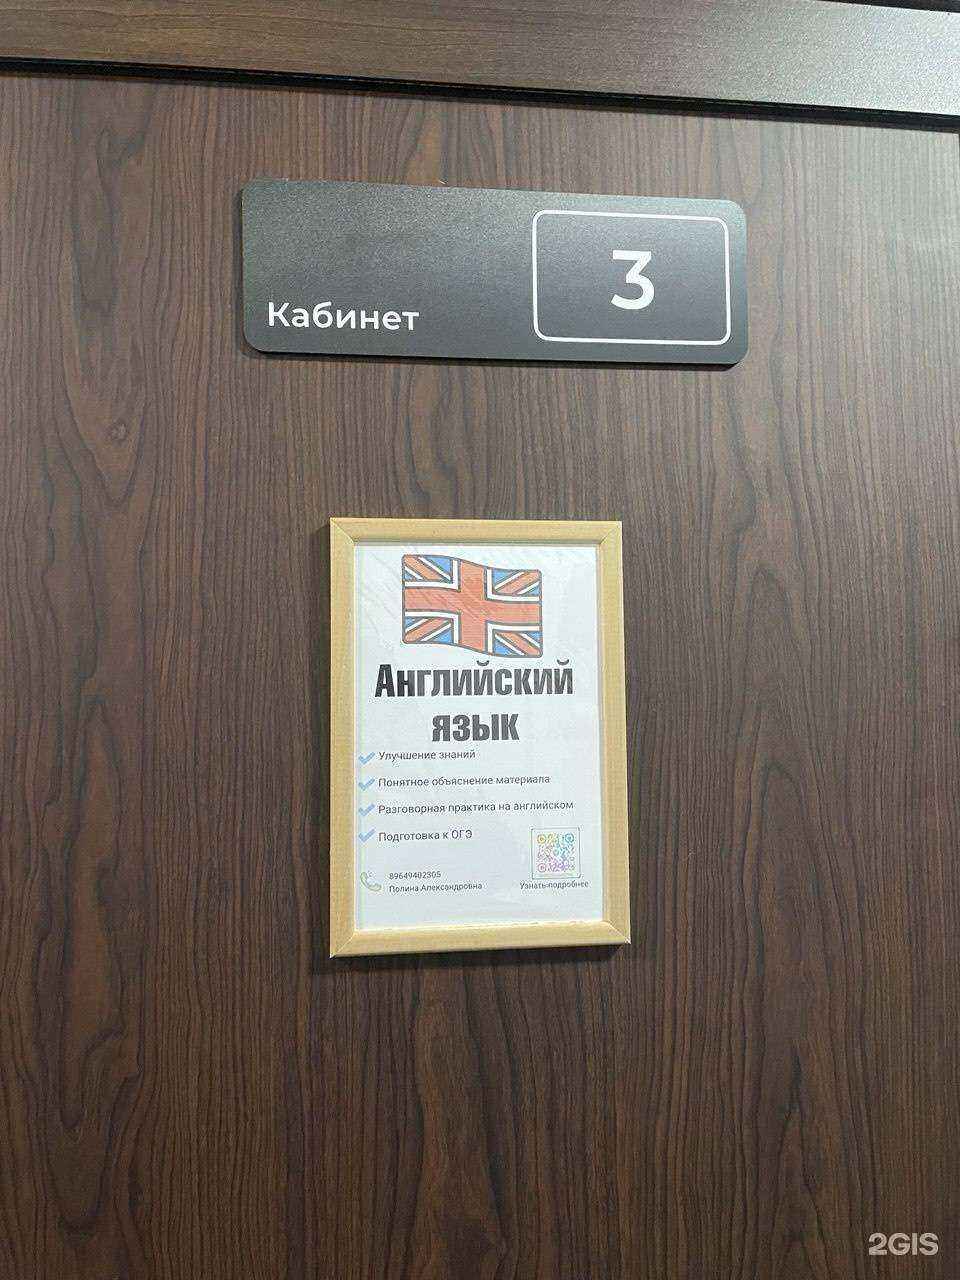 Кабинет
3
Английский
язык
Улучшение знаний
Понятное объяснение материала
Разговорная практика на английском
Подготовка к ОГЭ
89649402305
Полина Александровна
Узнать подробнее
2GIS